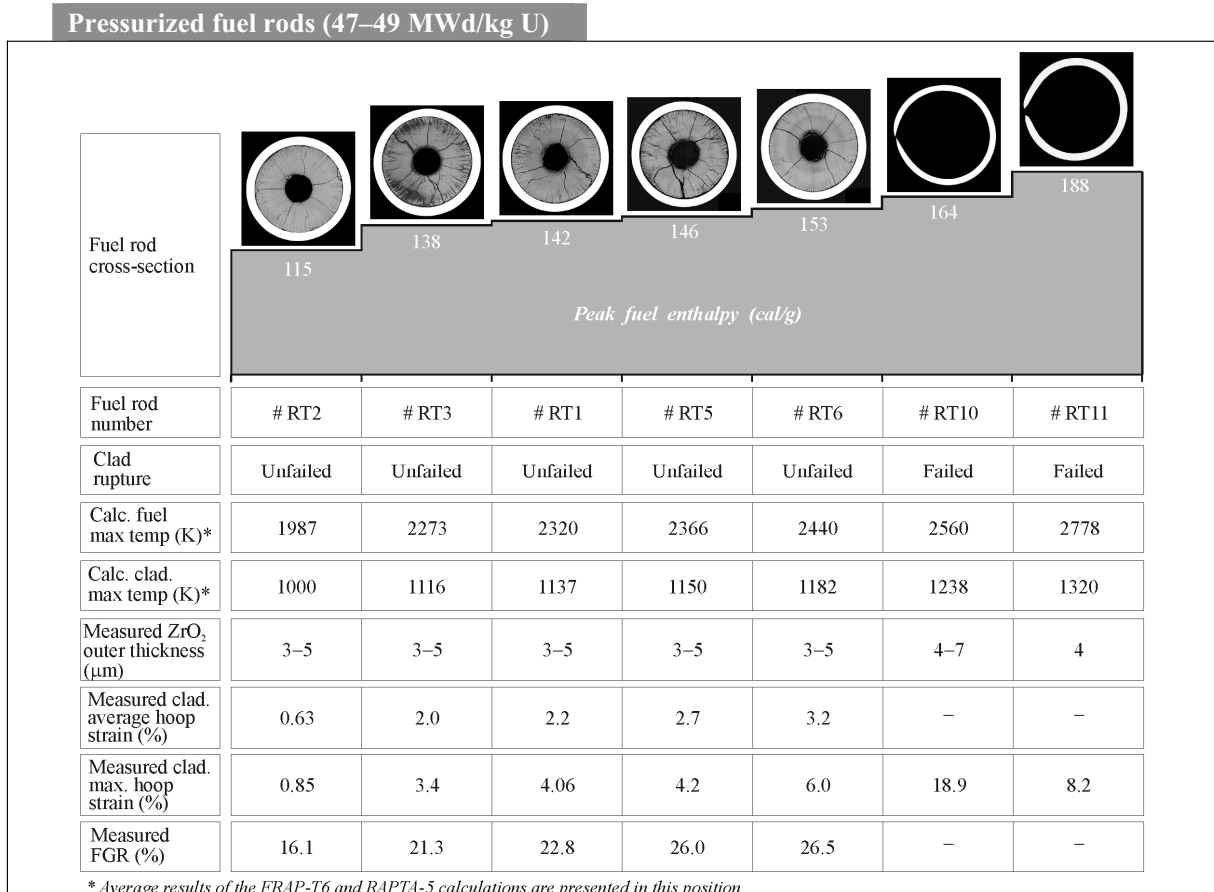 Pressurized fuel rods (47–49 MWd/kg U)
Fuel rod
cross-section
115
138
142
146
153
164
188
Peak fuel enthalpy (cal/g)
Fuel rod
number
# RT2
# RT3
# RT1
# RT5
# RT6
# RT10
# RT11
Clad
rupture
Unfailed
Unfailed
Unfailed
Unfailed
Unfailed
Failed
Failed
Calc. fuel
max temp (K)*
1987
2273
2320
2366
2440
2560
2778
Calc. clad.
max temp (K)*
1000
1116
1137
1150
1182
1238
1320
Measured ZrO₂
outer thickness
(μm)
3–5
3–5
3–5
3–5
3–5
4–7
4
Measured clad.
average hoop
strain (%)
0.63
2.0
2.2
2.7
3.2
–
–
Measured clad.
max. hoop
strain (%)
0.85
3.4
4.06
4.2
6.0
18.9
8.2
Measured
FGR (%)
16.1
21.3
22.8
26.0
26.5
–
–
* Average results of the FRAP-T6 and RAPTA-5 calculations are presented in this position